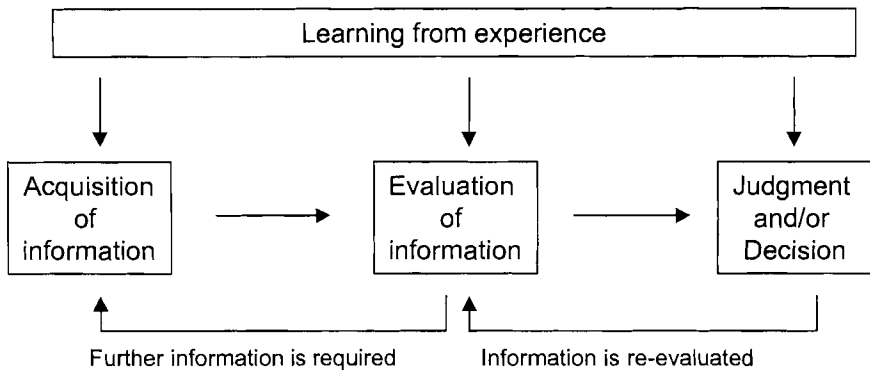 Learning from experience
Acquisition
of
information
Evaluation
of
information
Judgment
and/or
Decision
Further information is required
Information is re-evaluated